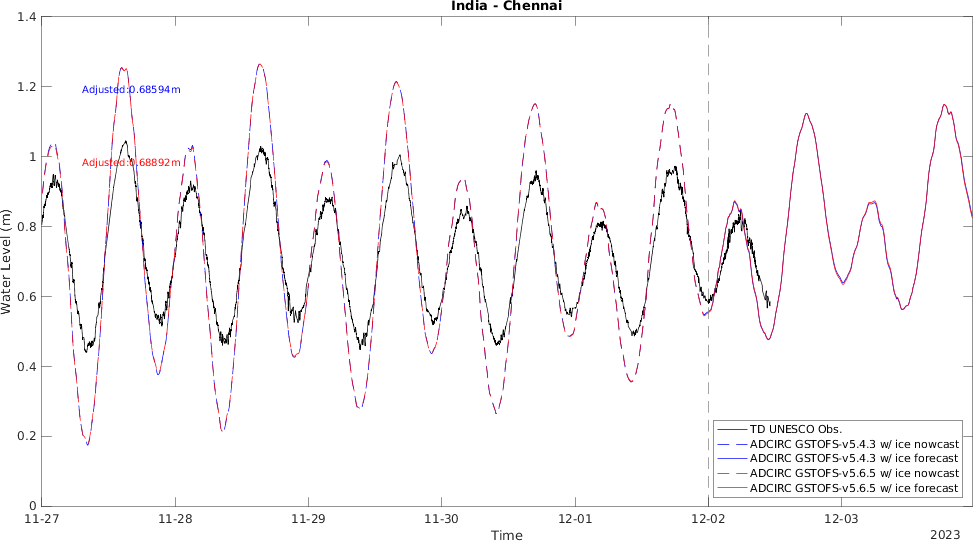 India - Chennai
1.4
1.2
1
0.8
0.6
0.4
0.2
0
Water Level (m)
Adjusted:0.68594m
Adjusted:0.68892m
TD UNESCO Obs.
ADCIRC GSTOFS-v5.4.3 w/ ice nowcast
ADCIRC GSTOFS-v5.4.3 w/ ice forecast
ADCIRC GSTOFS-v5.6.5 w/ ice nowcast
ADCIRC GSTOFS-v5.6.5 w/ ice forecast
11-27 11-28 11-29 11-30 12-01 12-02 12-03
Time
2023